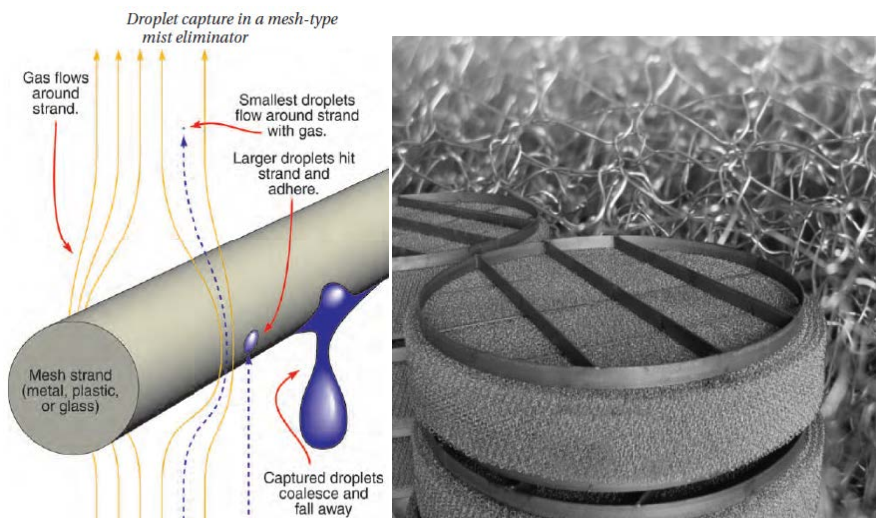 Droplet capture in a mesh-type
mist eliminator
Gas flows
around
strand.
Smallest droplets
flow around strand
with gas.
Larger droplets hit
strand and
adhere.
Mesh strand
(metal, plastic,
or glass)
Captured droplets
coalesce and
fall away